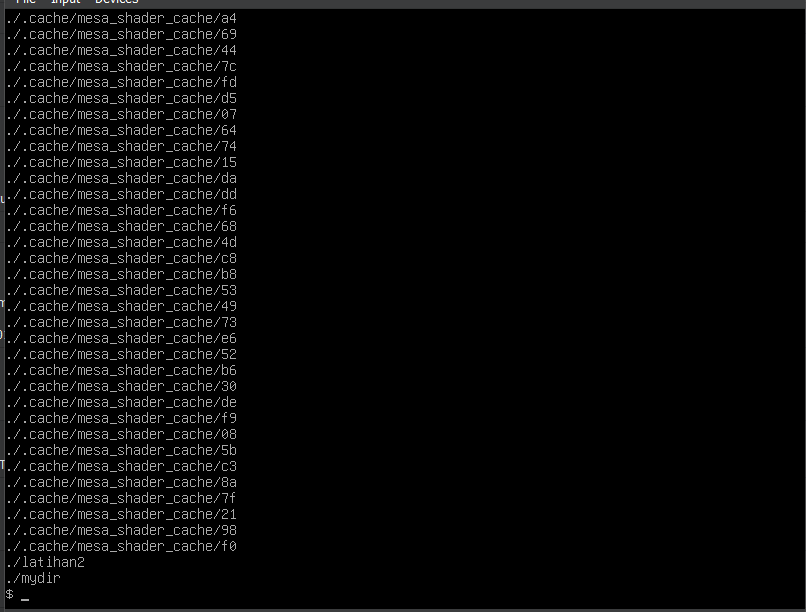 File Input Devices
./.cache/mesa_shader_cache/a4
./.cache/mesa_shader_cache/69
./.cache/mesa_shader_cache/44
./.cache/mesa_shader_cache/7c
./.cache/mesa_shader_cache/fd
./.cache/mesa_shader_cache/d5
./.cache/mesa_shader_cache/07
./.cache/mesa_shader_cache/64
./.cache/mesa_shader_cache/74
./.cache/mesa_shader_cache/15
./.cache/mesa_shader_cache/da
./.cache/mesa_shader_cache/dd
./.cache/mesa_shader_cache/f6
./.cache/mesa_shader_cache/68
./.cache/mesa_shader_cache/4d
./.cache/mesa_shader_cache/c8
./.cache/mesa_shader_cache/b8
./.cache/mesa_shader_cache/53
./.cache/mesa_shader_cache/49
./.cache/mesa_shader_cache/73
./.cache/mesa_shader_cache/e6
./.cache/mesa_shader_cache/52
./.cache/mesa_shader_cache/b6
./.cache/mesa_shader_cache/30
./.cache/mesa_shader_cache/de
./.cache/mesa_shader_cache/f9
./.cache/mesa_shader_cache/08
./.cache/mesa_shader_cache/5b
./.cache/mesa_shader_cache/c3
./.cache/mesa_shader_cache/8a
./.cache/mesa_shader_cache/7f
./.cache/mesa_shader_cache/21
./.cache/mesa_shader_cache/98
./.cache/mesa_shader_cache/f0
./latihan2
./mydir
$ _